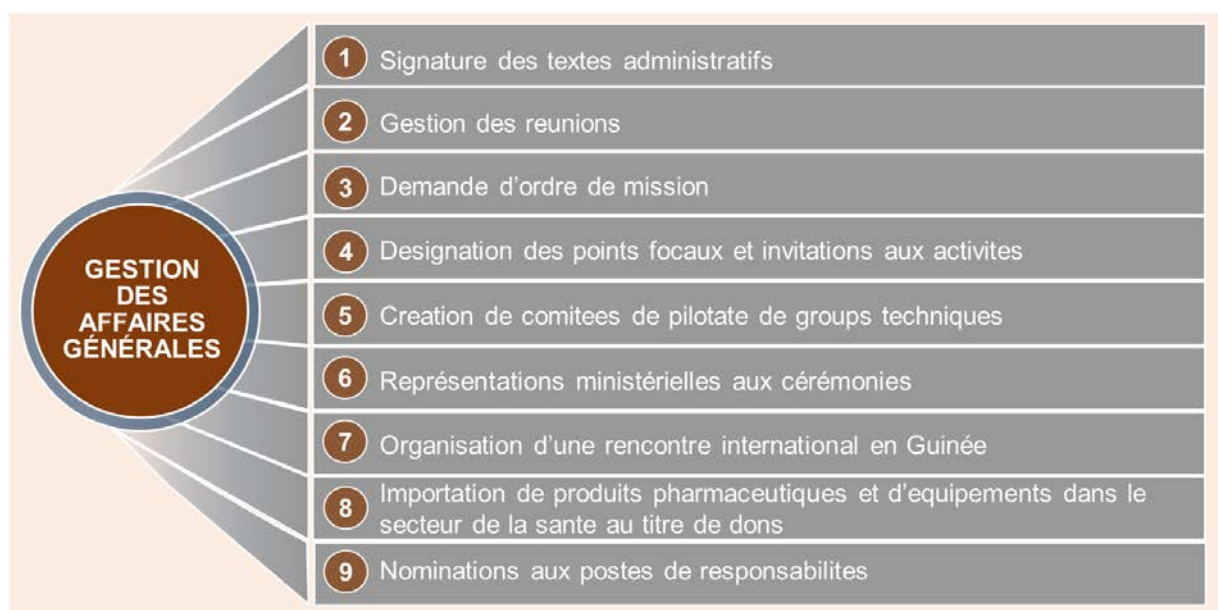 GESTION
DES
AFFAIRES
GÉNÉRALES
1 Signature des textes administratifs
2 Gestion des reunions
3 Demande d'ordre de mission
4 Designation des points focaux et invitations aux activites
5 Creation de comitees de pilotate de groups techniques
6 Représentations ministérielles aux cérémonies
7 Organisation d'une rencontre international en Guinée
8 Importation de produits pharmaceutiques et d'equipements dans le
secteur de la sante au titre de dons
9 Nominations aux postes de responsabilites